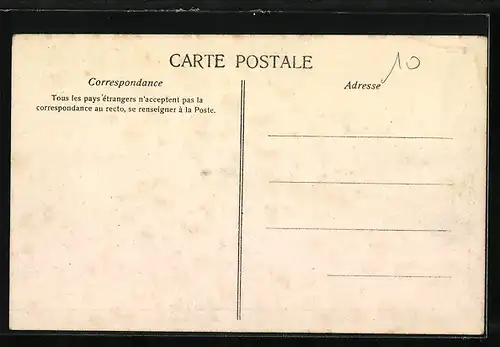 CARTE POSTALE
10
Correspondance
Adresse
Tous les pays étrangers n'acceptent pas la
correspondance au recto, se renseigner à la Poste.